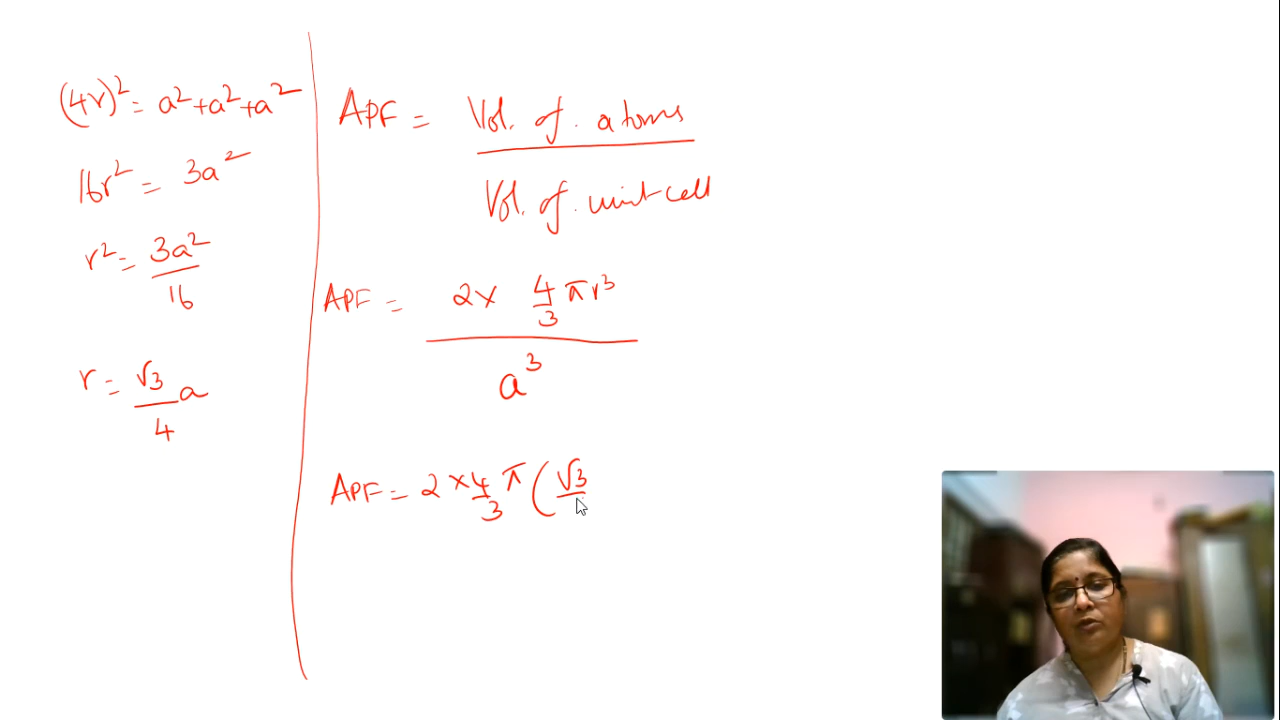 (4r)² = a² + a² + a²
16r² = 3a²
r² = 3a²/16
r = √3/4 a
APF = Vol. of. atoms / Vol. of. unit cell
APF = 2 × 4/3 πr³ / a³
APF = 2 × 4/3 π (√3